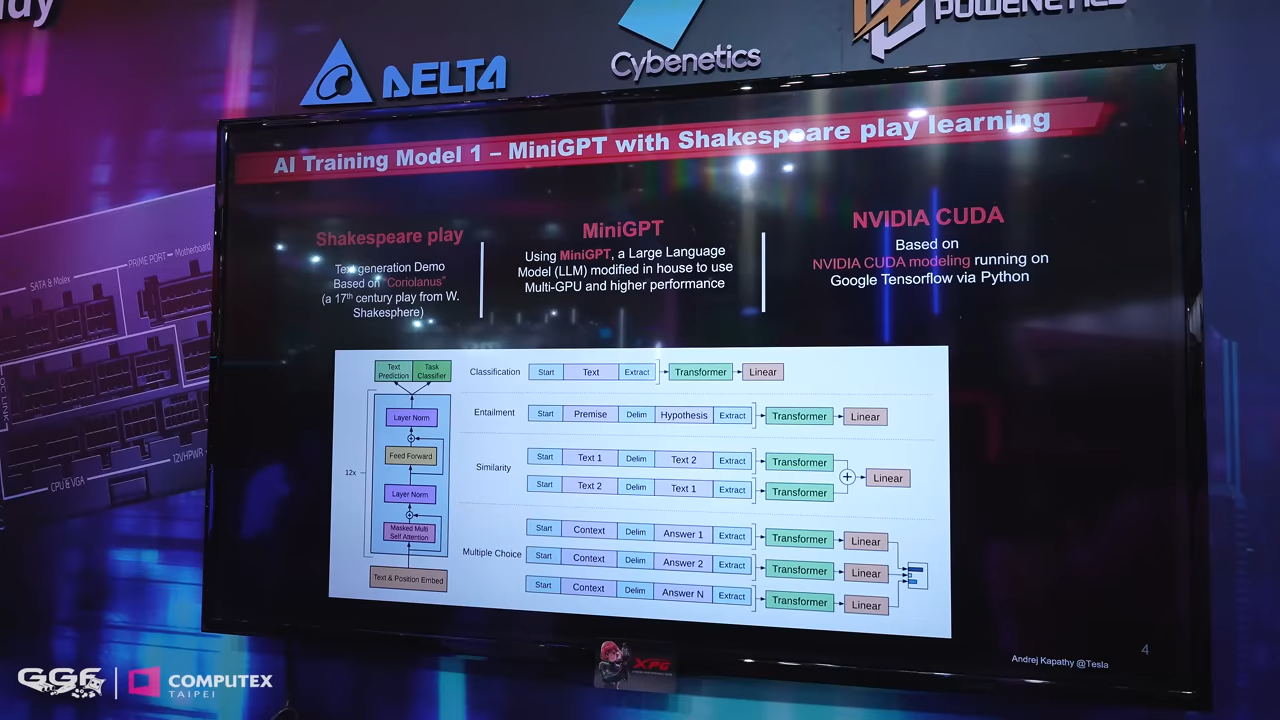 dy
DELTA
Cybenetics
POWENETICS
AI Training Model 1 – MiniGPT with Shakespeare play learning
Shakespeare play
Text generation Demo
Based on "Coriolanus"
(a 17th century play from W.
Shakesphere)
MiniGPT
Using MiniGPT, a Large Language
Model (LLM) modified in house to use
Multi-GPU and higher performance
NVIDIA CUDA
Based on
NVIDIA CUDA modeling running on
Google Tensorflow via Python
SATA & Molex
PRIME PORT – Motherboard
12VHPWR
CPU & VGA
Text
Prediction
Task
Classifier
Layer Norm
Feed Forward
12x
Layer Norm
Masked Multi
Self Attention
Text & Position Embed
Classification Start Text Extract Transformer Linear
Entailment Start Premise Delim Hypothesis Extract Transformer Linear
Similarity
Start Text 1 Delim Text 2 Extract Transformer
+ Linear
Start Text 2 Delim Text 1 Extract Transformer
Multiple Choice
Start Context Delim Answer 1 Extract Transformer Linear
Start Context Delim Answer 2 Extract Transformer Linear
Start Context Delim Answer N Extract Transformer Linear
Andrej Kapathy @Tesla
4
XPG
GGF
COMPUTEX
TAIPEI